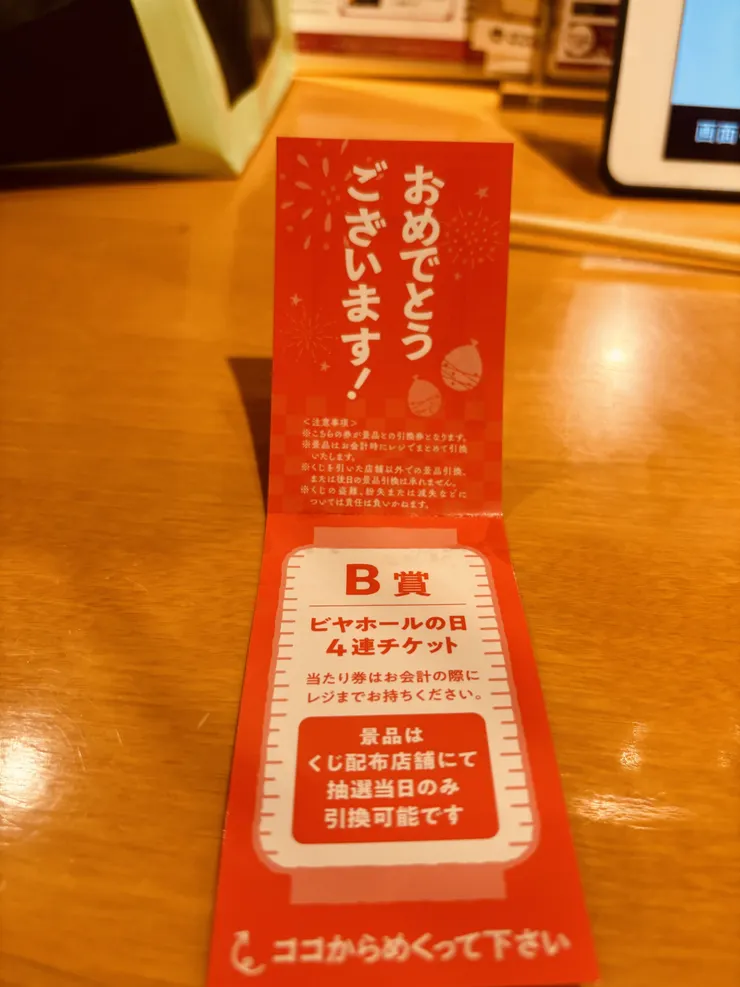 おめでとう
ございます!
<注意事項>
※こちらの券が景品との引換券となります。
※景品はお会計時にレジでまとめて引換
いたします。
※くじを引いた店舗以外での景品引換、
または後日の景品引換は承れません。
※くじの盗難、紛失または滅失などに
ついては責任は負いかねます。
B賞
ビヤホールの日
4連チケット
当たり券はお会計の際に
レジまでお持ちください。
景品は
くじ配布店舗にて
抽選当日のみ
引換可能です
ココからめくって下さい
画面